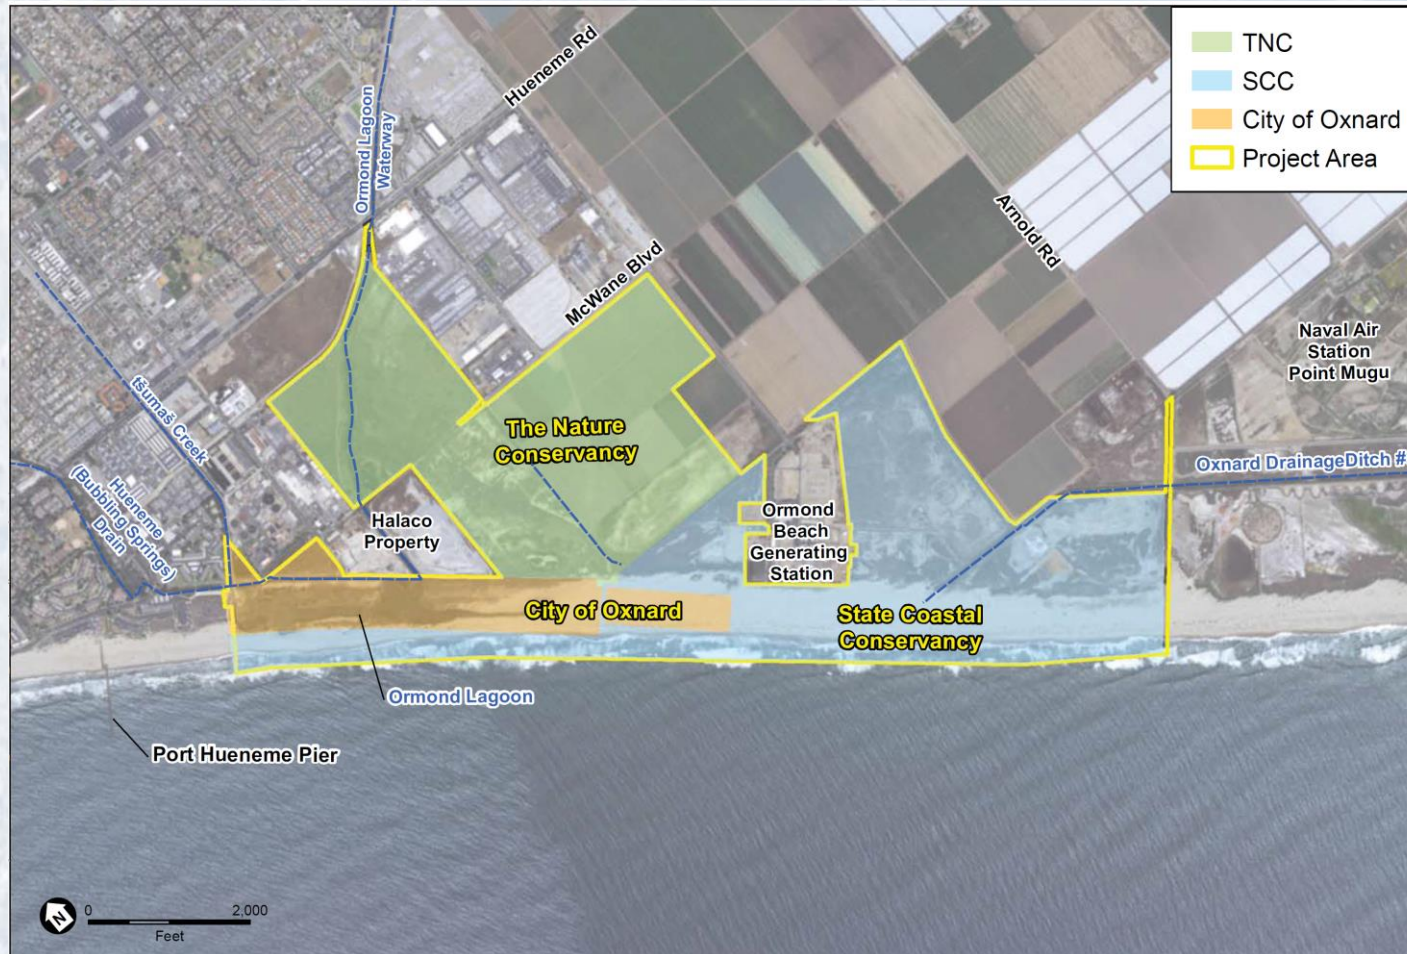 TNC
SCC
City of Oxnard
Project Area
Hueneme Rd
Ormond Lagoon
Waterway
Arnold Rd
McWane Blvd
Naval Air
Station
Point Mugu
tšumaš Creek
Hueneme
(Bubbling Springs)
Drain
The Nature
Conservancy
Oxnard DrainageDitch #
Halaco
Property
Ormond
Beach
Generating
Station
City of Oxnard
State Coastal
Conservancy
Ormond Lagoon
Port Hueneme Pier
N
0 2,000
Feet